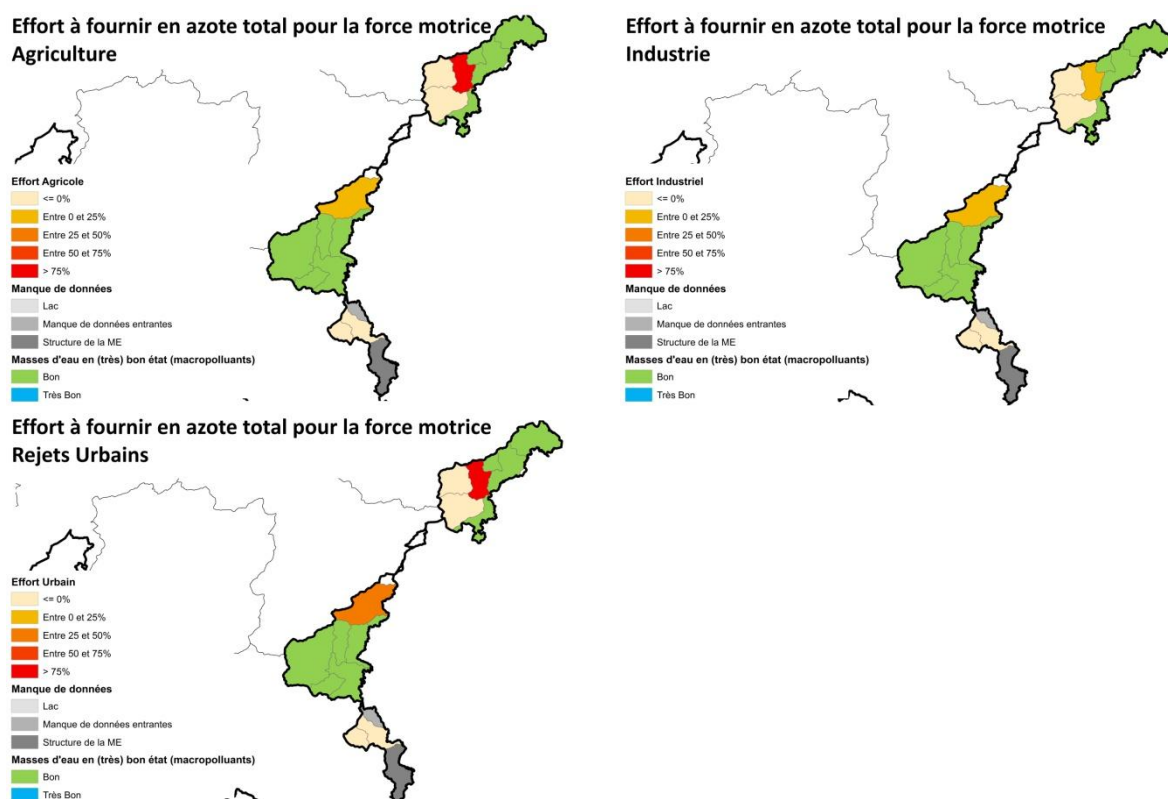 Effort à fournir en azote total pour la force motrice
Agriculture
Effort Agricole
<= 0%
Entre 0 et 25%
Entre 25 et 50%
Entre 50 et 75%
> 75%
Manque de données
Lac
Manque de données entrantes
Structure de la ME
Masses d'eau en (très) bon état (macropolluants)
Bon
Très Bon
Effort à fournir en azote total pour la force motrice
Industrie
Effort Industriel
<= 0%
Entre 0 et 25%
Entre 25 et 50%
Entre 50 et 75%
> 75%
Manque de données
Lac
Manque de données entrantes
Structure de la ME
Masses d'eau en (très) bon état (macropolluants)
Bon
Très Bon
Effort à fournir en azote total pour la force motrice
Rejets Urbains
Effort Urbain
<= 0%
Entre 0 et 25%
Entre 25 et 50%
Entre 50 et 75%
> 75%
Manque de données
Lac
Manque de données entrantes
Structure de la ME
Masses d'eau en (très) bon état (macropolluants)
Bon
Très Bon